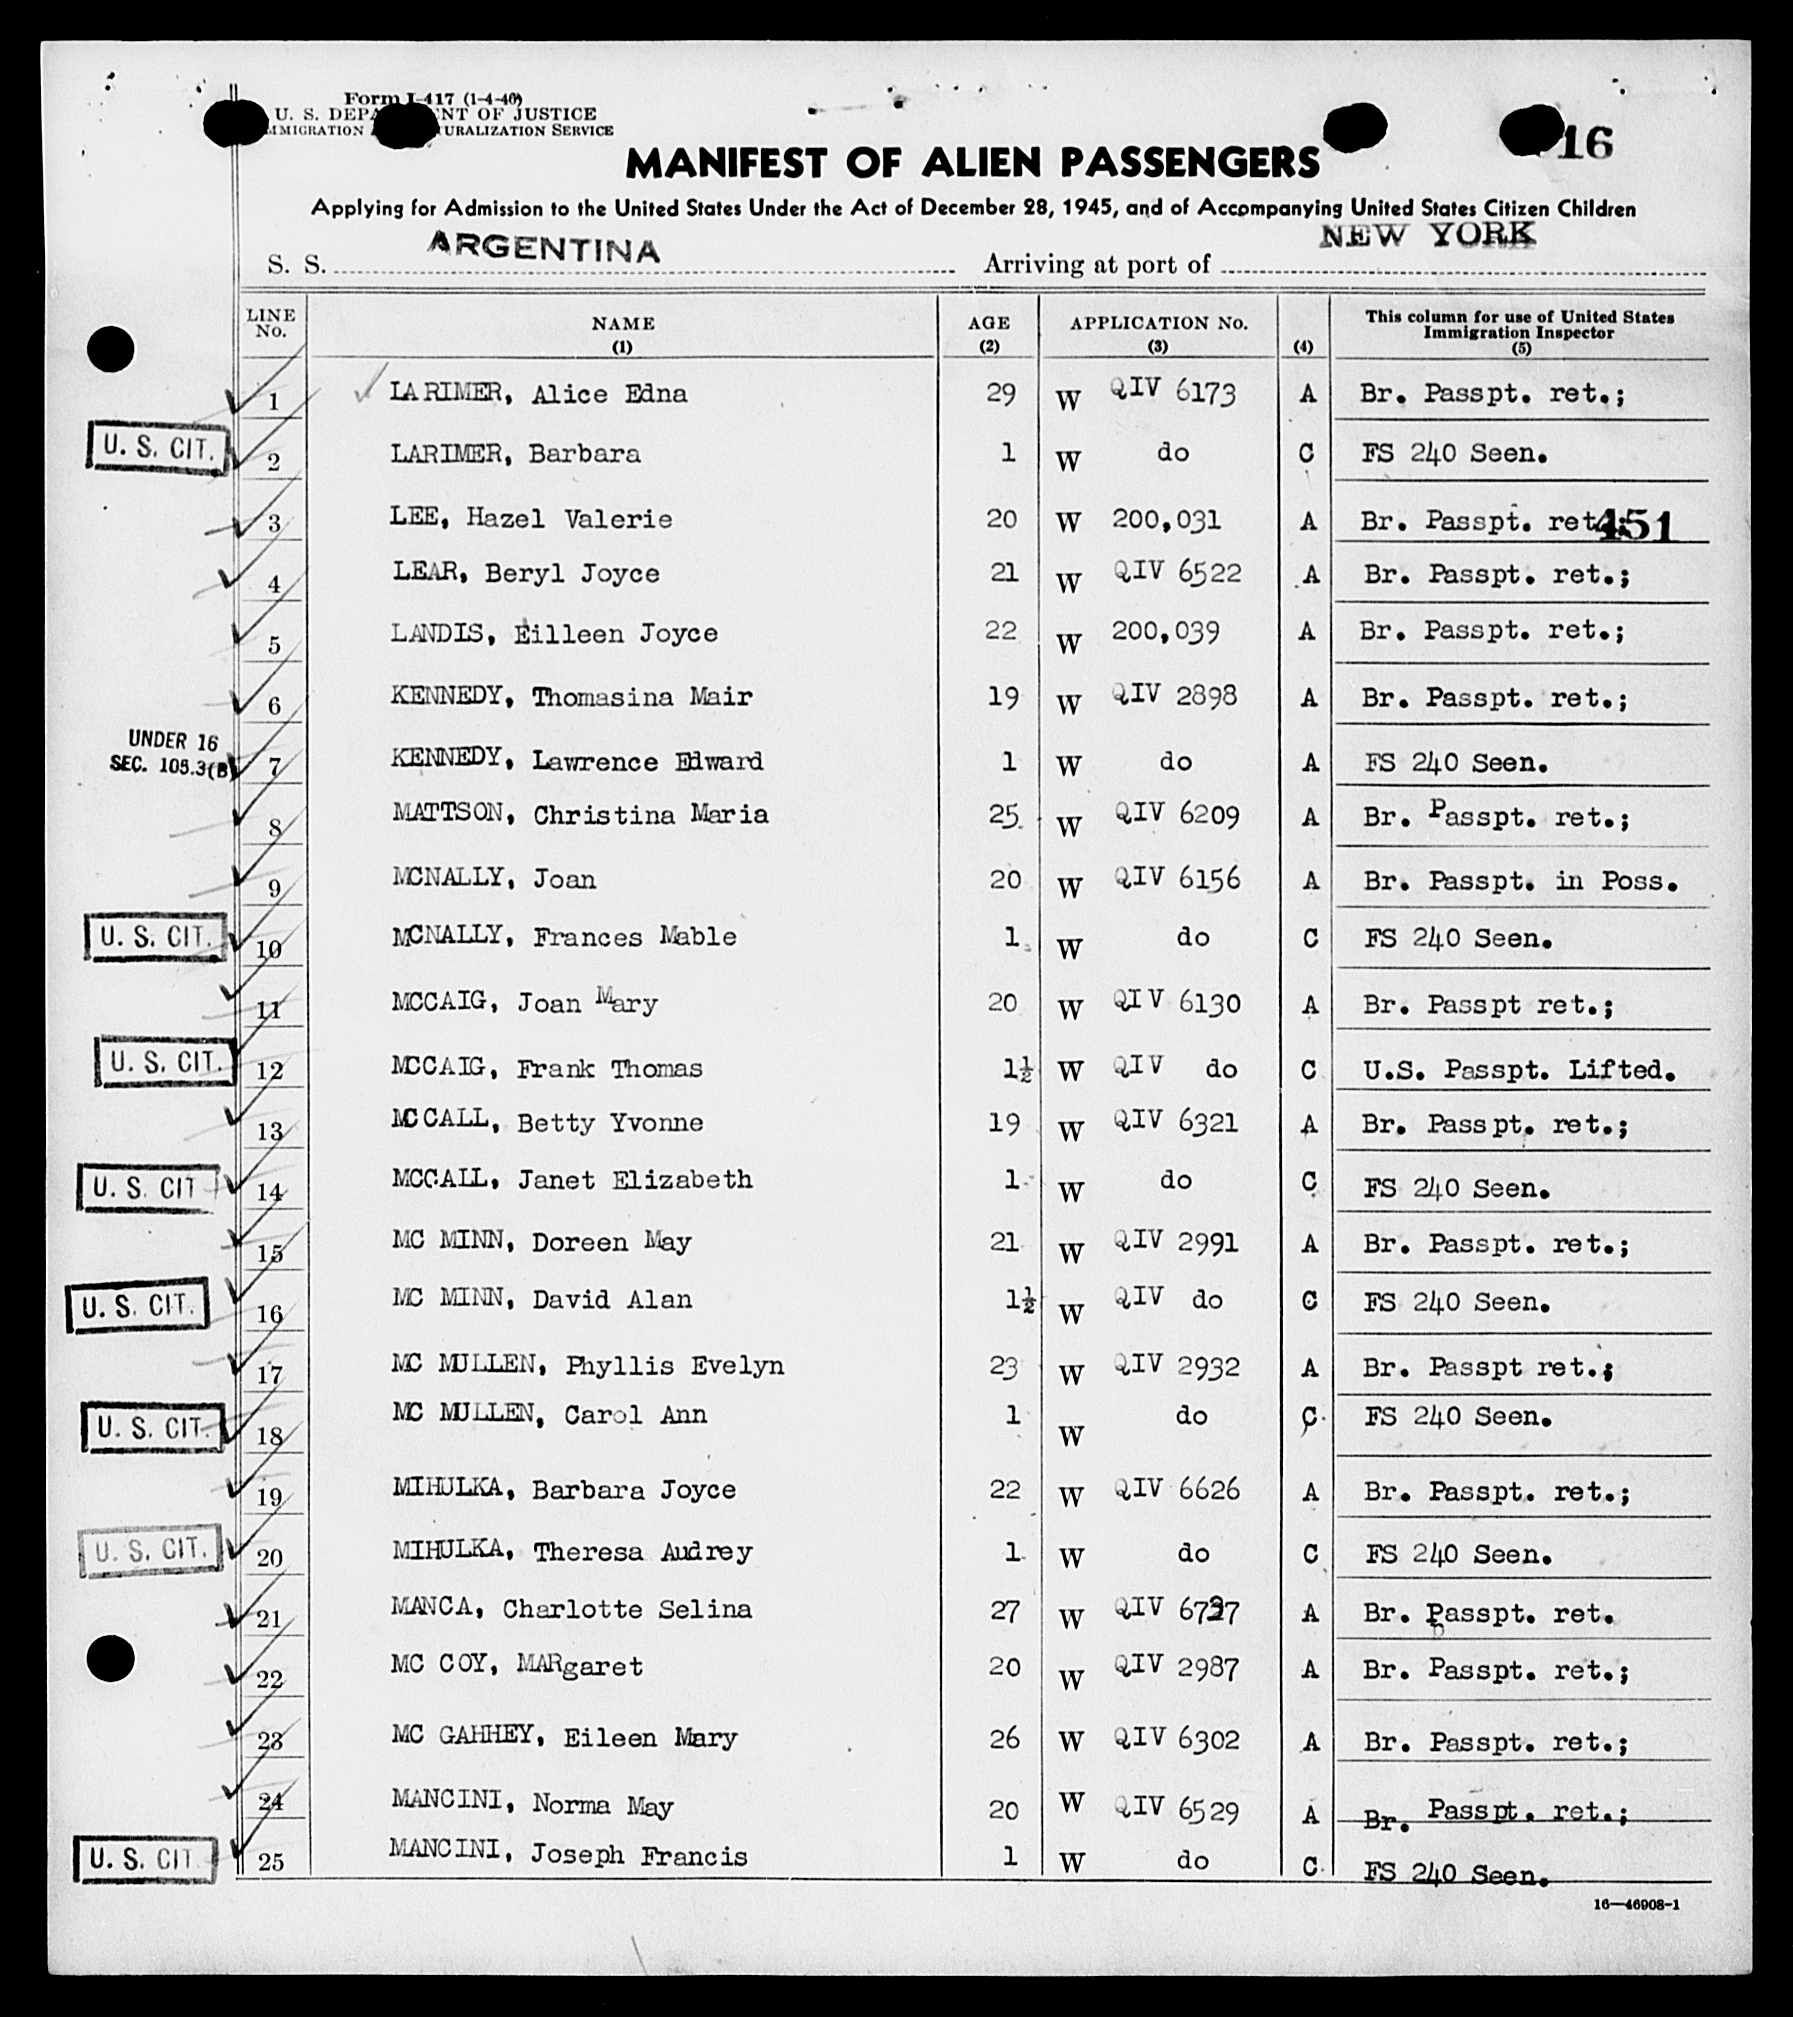 Form I-417 (1-4-46)
U. S. DEPARTMENT OF JUSTICE
IMMIGRATION AND NATURALIZATION SERVICE
16
MANIFEST OF ALIEN PASSENGERS
Applying for Admission to the United States Under the Act of December 28, 1945, and of Accompanying United States Citizen Children
S. S. ARGENTINA Arriving at port of NEW YORK
LINE No. NAME (1) AGE (2) APPLICATION No. (3) (4) This column for use of United States Immigration Inspector (5)
1 LARIMER, Alice Edna 29 W QIV 6173 A Br. Passpt. ret.;
U. S. CIT. 2 LARIMER, Barbara 1 W do C FS 240 Seen.
3 LEE, Hazel Valerie 20 W 200,031 A Br. Passpt. ret.; 451
4 LEAR, Beryl Joyce 21 W QIV 6522 A Br. Passpt. ret.;
5 LANDIS, Eilleen Joyce 22 W 200,039 A Br. Passpt. ret.;
6 KENNEDY, Thomasina Mair 19 W QIV 2898 A Br. Passpt. ret.;
UNDER 16 SEC. 105.3(B) 7 KENNEDY, Lawrence Edward 1 W do A FS 240 Seen.
8 MATTSON, Christina Maria 25 W QIV 6209 A Br. Passpt. ret.;
9 MCNALLY, Joan 20 W QIV 6156 A Br. Passpt. in Poss.
U. S. CIT. 10 MCNALLY, Frances Mable 1 W do C FS 240 Seen.
11 MCCAIG, Joan Mary 20 W QIV 6130 A Br. Passpt ret.;
U. S. CIT. 12 MCCAIG, Frank Thomas 1½ W QIV do C U.S. Passpt. Lifted.
13 MCCALL, Betty Yvonne 19 W QIV 6321 A Br. Passpt. ret.;
U. S. CIT 14 MCCALL, Janet Elizabeth 1 W do C FS 240 Seen.
15 MC MINN, Doreen May 21 W QIV 2991 A Br. Passpt. ret.;
U. S. CIT. 16 MC MINN, David Alan 1½ W QIV do C FS 240 Seen.
17 MC MULLEN, Phyllis Evelyn 23 W QIV 2932 A Br. Passpt ret.;
U. S. CIT. 18 MC MULLEN, Carol Ann 1 W do C FS 240 Seen.
19 MIHULKA, Barbara Joyce 22 W QIV 6626 A Br. Passpt. ret.;
U. S. CIT. 20 MIHULKA, Theresa Audrey 1 W do C FS 240 Seen.
21 MANCA, Charlotte Selina 27 W QIV A Br. Passpt. ret.
22 MC COY, MARgaret 20 W QIV 2987 A Br. Passpt. ret.;
23 MC GAHHEY, Eileen Mary 26 W QIV 6302 A Br. Passpt. ret.;
24 MANCINI, Norma May 20 W QIV 6529 A Br. Passpt. ret.;
U. S. CIT. 25 MANCINI, Joseph Francis 1 W do C FS 240 Seen.
16—46908-1